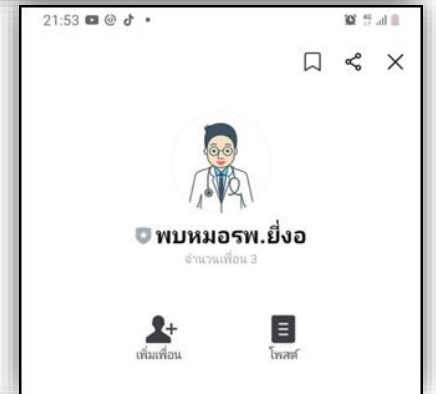 21:53
พบหมอรพ.ยี่งอ
จำนวนเพื่อน 3
เพิ่มเพื่อน
โพสต์